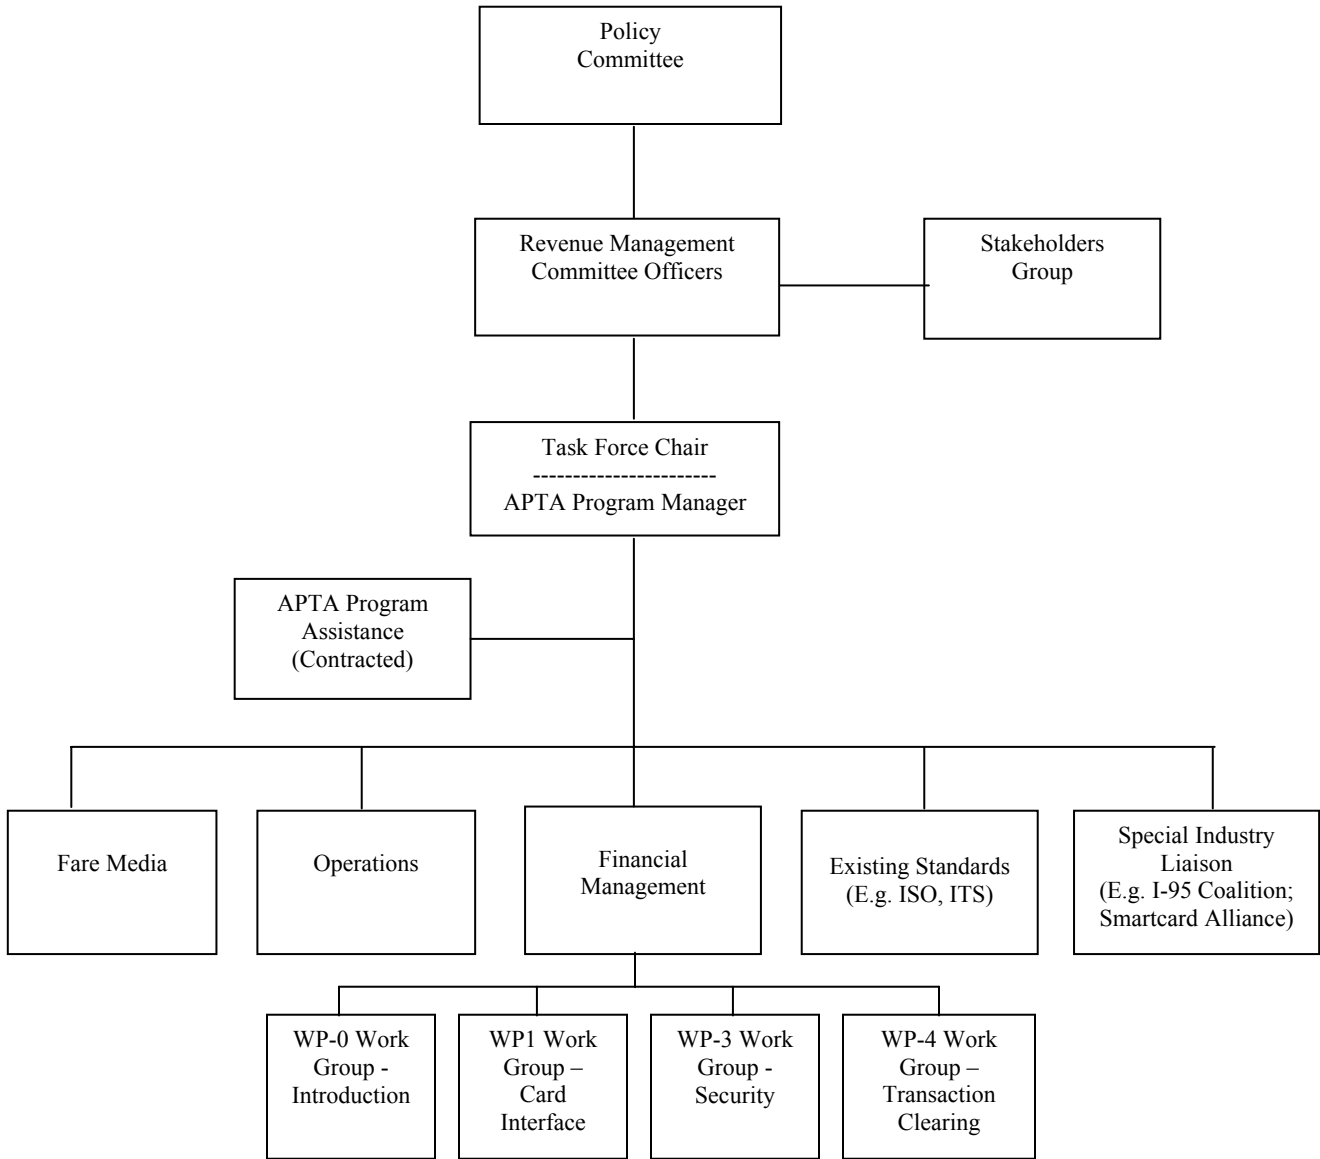 Policy
Committee
Revenue Management
Committee Officers
Stakeholders
Group
Task Force Chair
-----------------------
APTA Program Manager
APTA Program
Assistance
(Contracted)
Fare Media
Operations
Financial
Management
Existing Standards
(E.g. ISO, ITS)
Special Industry
Liaison
(E.g. I-95 Coalition;
Smartcard Alliance)
WP-0 Work
Group -
Introduction
WP1 Work
Group –
Card
Interface
WP-3 Work
Group -
Security
WP-4 Work
Group –
Transaction
Clearing